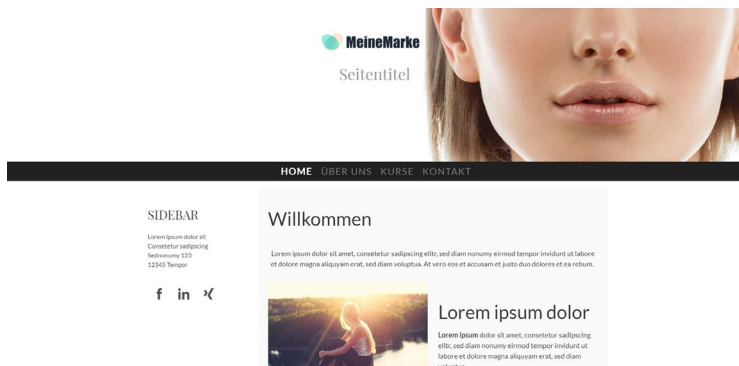 MeineMarke
Seitentitel
HOME ÜBER UNS KURSE KONTAKT
SIDEBAR
Lorem Ipsum dolor sit
Consetetur sadipscing
Sednonumy 123
12345 Tempor
Willkommen
Lorem ipsum dolor sit amet, consetetur sadipscing elitr, sed diam nonumy eirmod tempor invidunt ut labore
et dolore magna aliquyam erat, sed diam voluptua. At vero eos et accusam et justo duo dolores et ea rebum.
Lorem ipsum dolor
Lorem ipsum dolor sit amet, consetetur sadipscing
elitr, sed diam nonumy eirmod tempor invidunt ut
labore et dolore magna aliquyam erat, sed diam